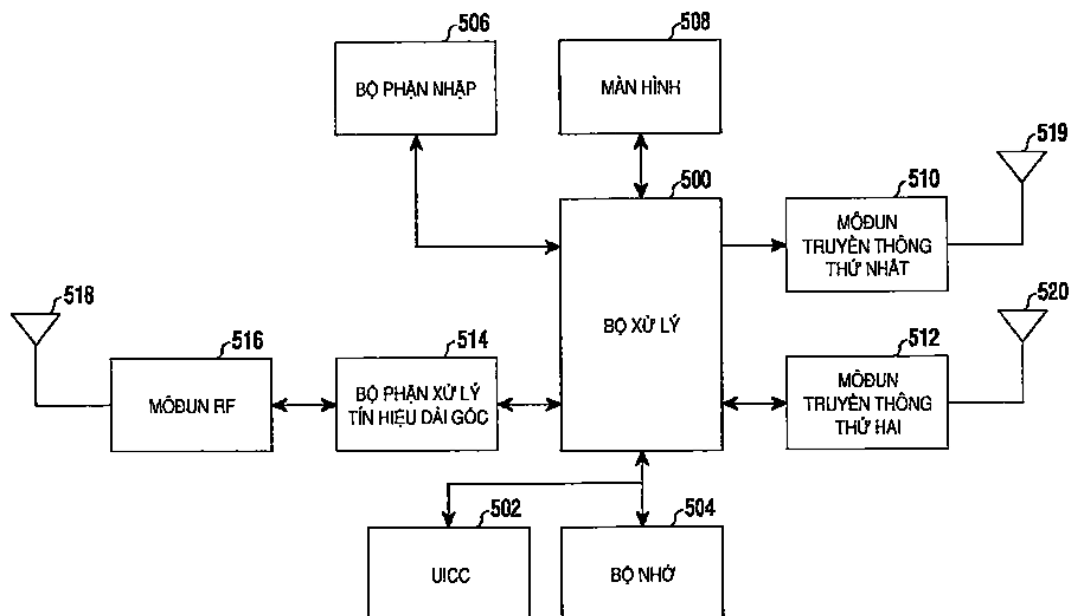 506
BỘ PHẬN NHẬP
508
MÀN HÌNH
519
500
510
MÔĐUN
TRUYỀN THÔNG
THỨ NHẤT
518
BỘ XỬ LÝ
520
516
MÔĐUN RF
514
BỘ PHẬN XỬ LÝ
TÍN HIỆU DẢI GỐC
512
MÔĐUN
TRUYỀN THÔNG
THỨ HAI
502
UICC
504
BỘ NHỚ